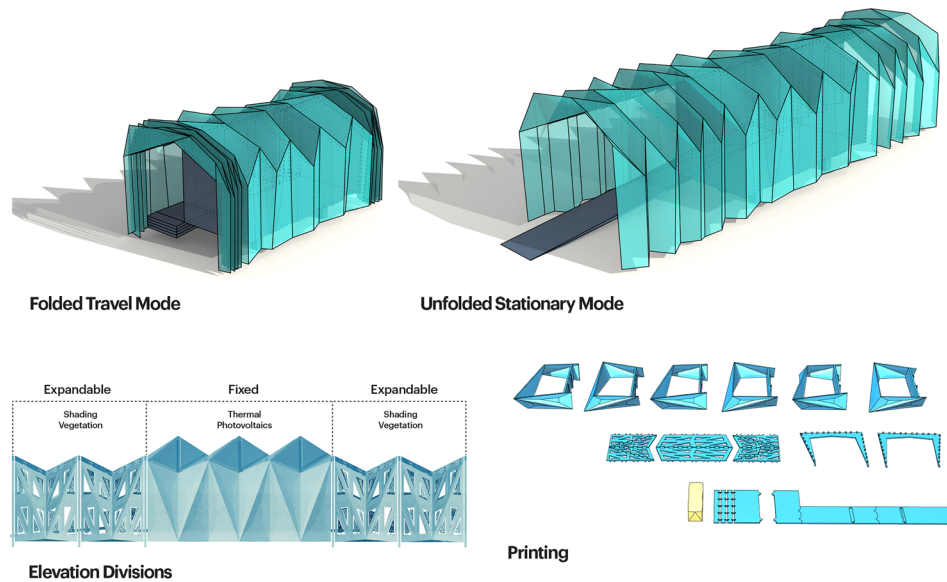 Folded Travel Mode
Unfolded Stationary Mode
Expandable
Fixed
Expandable
Shading
Vegetation
Thermal
Photovoltaics
Shading
Vegetation
Elevation Divisions
Printing